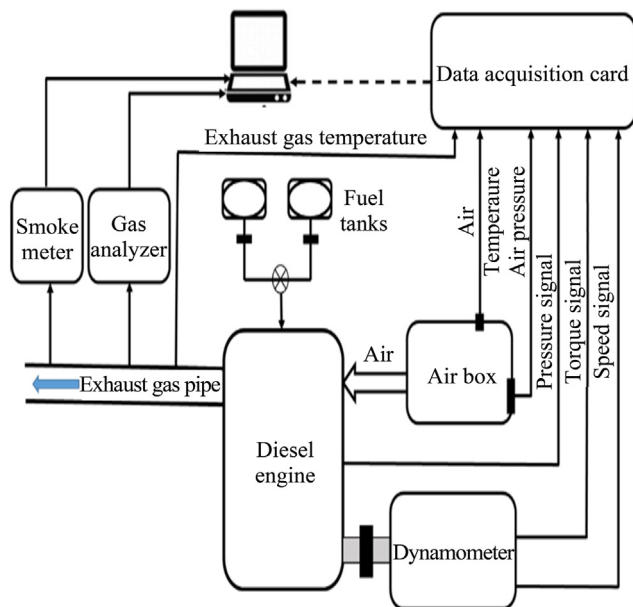 Data acquisition card
Exhaust gas temperature
Smoke
meter
Gas
analyzer
Fuel
tanks
Air
Temperaure
Air pressure
Pressure signal
Torque signal
Speed signal
Air
Air box
Exhaust gas pipe
Diesel
engine
Dynamometer